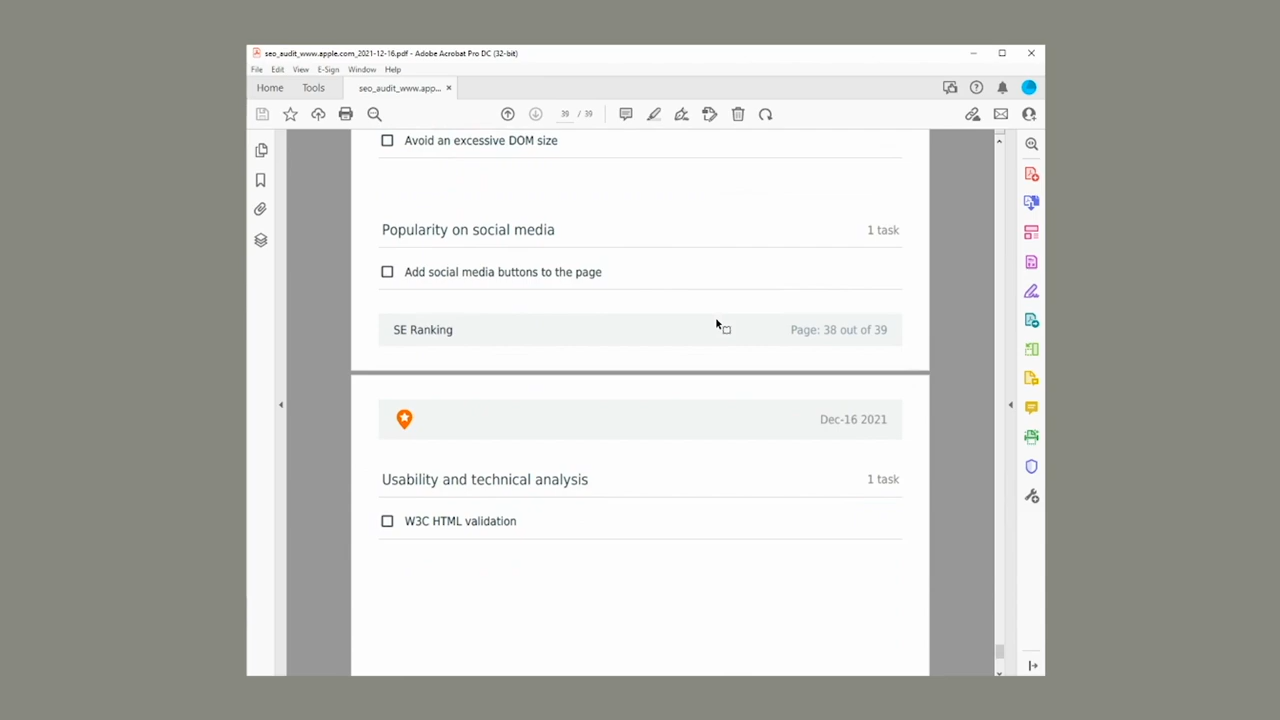 seo_audit_www.apple.com_2021-12-16.pdf - Adobe Acrobat Pro DC (32-bit)
File Edit View E-Sign Window Help
Home Tools seo_audit_www.app... ×
39 / 39
Avoid an excessive DOM size
Popularity on social media 1 task
Add social media buttons to the page
SE Ranking Page: 38 out of 39
Dec-16 2021
Usability and technical analysis 1 task
W3C HTML validation